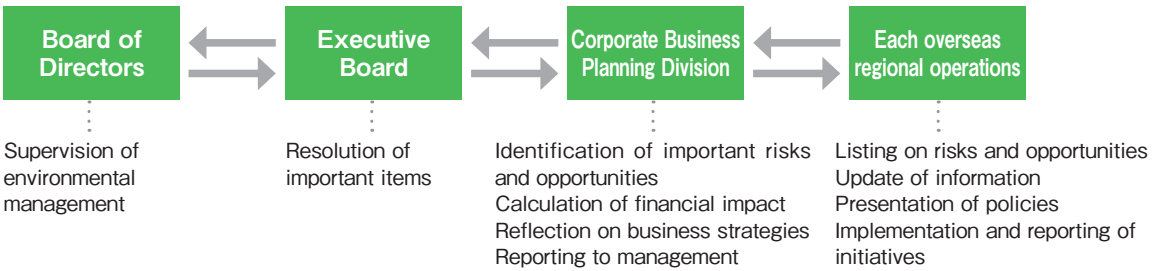 Board of
Directors
Executive
Board
Corporate Business
Planning Division
Each overseas
regional operations
Supervision of
environmental
management
Resolution of
important items
Identification of important risks
and opportunities
Calculation of financial impact
Reflection on business strategies
Reporting to management
Listing on risks and opportunities
Update of information
Presentation of policies
Implementation and reporting of
initiatives